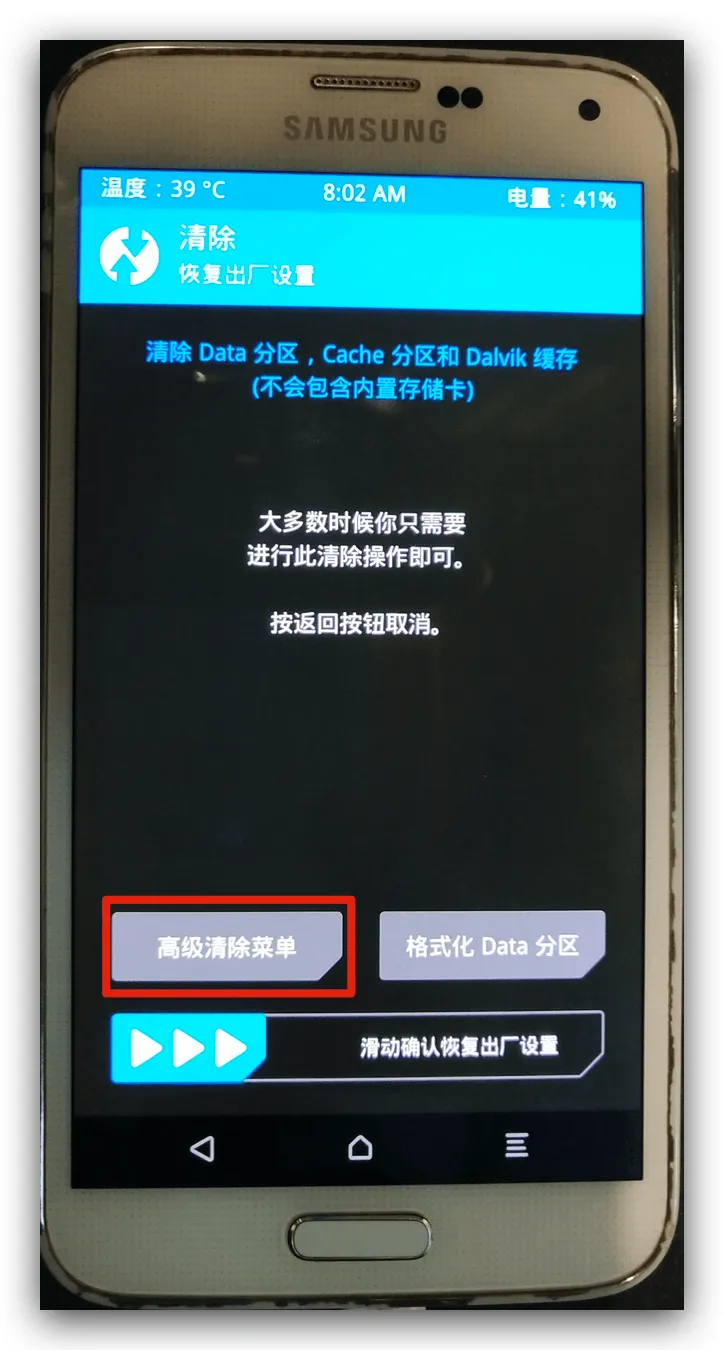 SAMSUNG
温度：39 °C 8:02 AM 电量：41%
清除
恢复出厂设置
清除 Data 分区，Cache 分区和 Dalvik 缓存
(不会包含内置存储卡)
大多数时候你只需要
进行此清除操作即可。
按返回按钮取消。
高级清除菜单 格式化 Data 分区
滑动确认恢复出厂设置